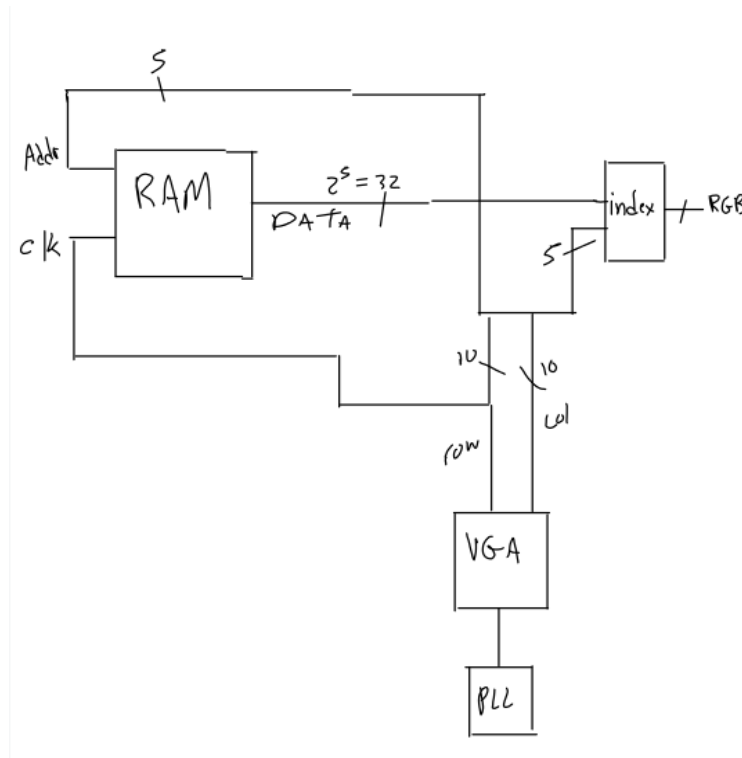 5
Addr
RAM
2⁵ = 32
DATA
clk
index
RGB
5
10
10
col
row
VGA
PLL